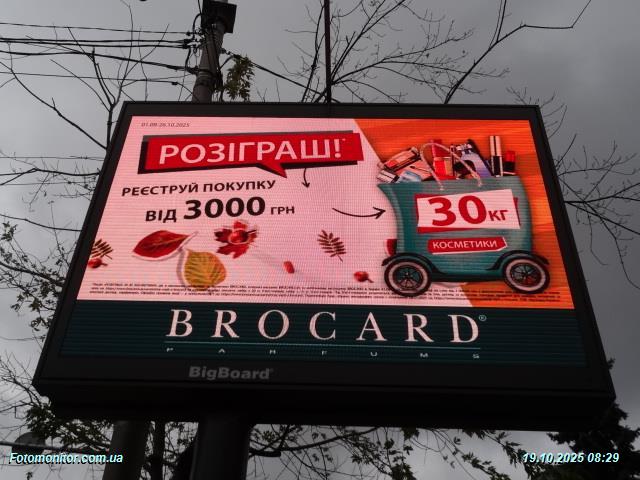 01.09-26.10.2025
РОЗІГРАШ!*
РЕЄСТРУЙ ПОКУПКУ
ВІД 3000 ГРН
30 КГ
КОСМЕТИКИ
BROCARD®
PARFUMS
BigBoard
Fotomonitor.com.ua
19.10.2025 08:29